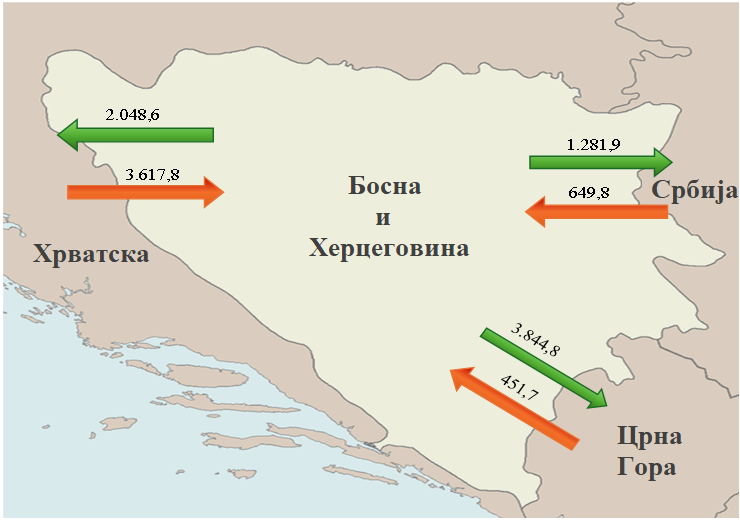 2.048,6
1.281,9
3.617,8
Босна
и
Херцеговина
649,8
Србија
Хрватска
3.844,8
451,7
Црна
Гора